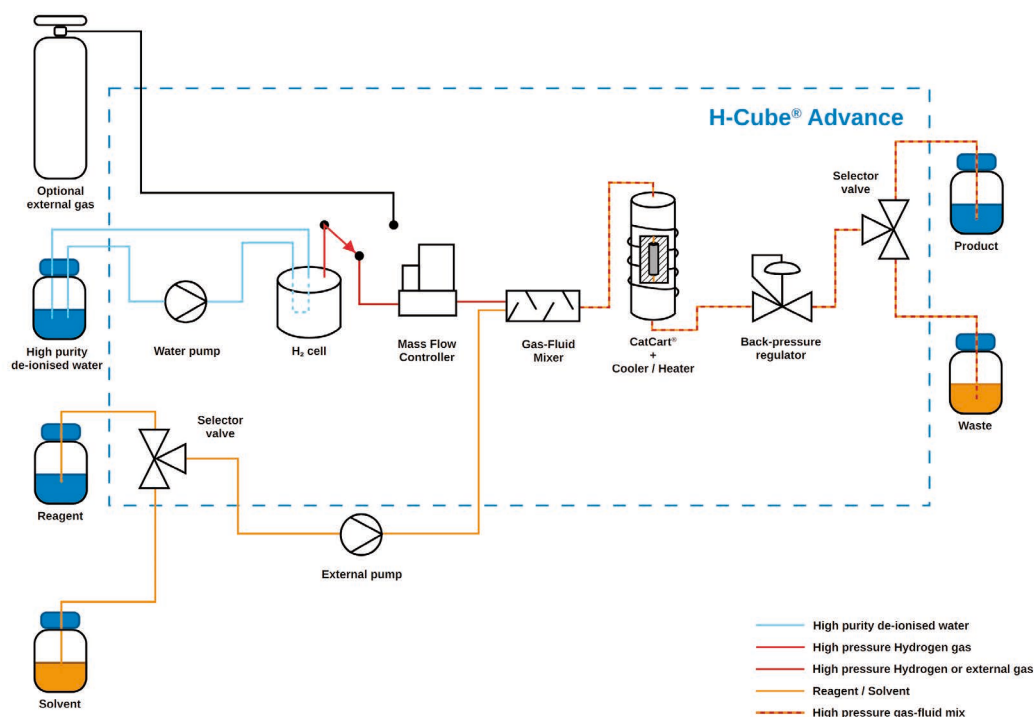 H-Cube® Advance
Optional
external gas
Selector
valve
Product
High purity
de-ionised water
Water pump
H₂ cell
Mass Flow
Controller
Gas-Fluid
Mixer
CatCart®
+
Cooler / Heater
Back-pressure
regulator
Waste
Selector
valve
Reagent
External pump
Solvent
High purity de-ionised water
High pressure Hydrogen gas
High pressure Hydrogen or external gas
Reagent / Solvent
High pressure gas-fluid mix